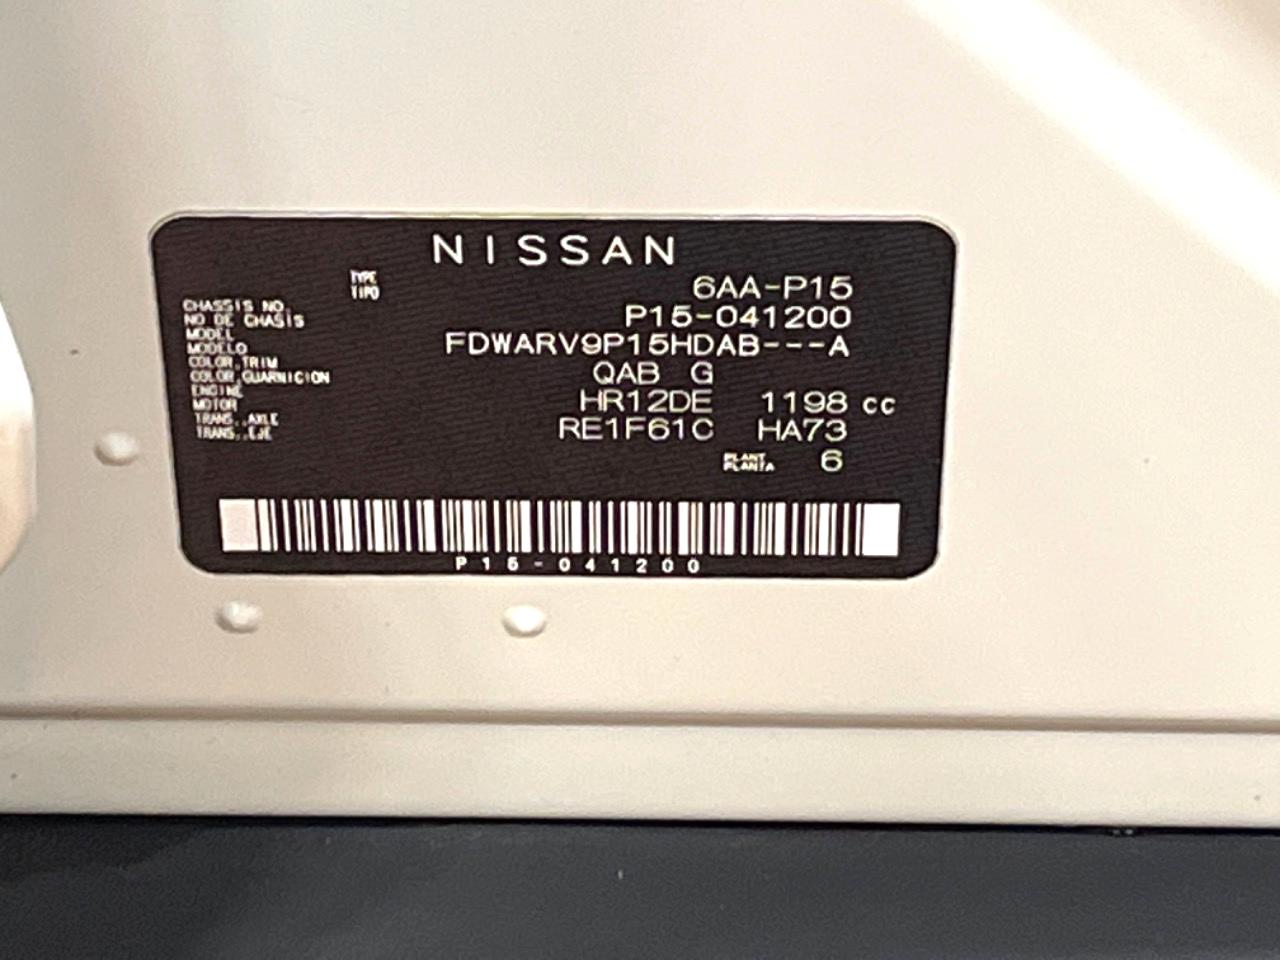 NISSAN
TYPE
TIPO
6AA-P15
CHASSIS NO.
NO DE CHASIS
P15-041200
MODEL
MODELO
FDWARV9P15HDAB---A
COLOR,TRIM
COLOR,GUARNICION
QAB G
ENGINE
MOTOR
HR12DE 1198 cc
TRANS.,AXLE
TRANS.,EJE
RE1F61C HA73
PLANT
PLANTA
6
P15-041200